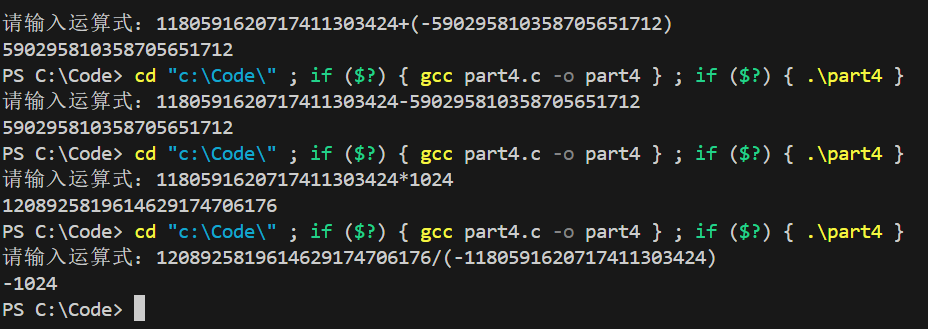 请输入运算式：1180591620717411303424+(-590295810358705651712)
590295810358705651712
PS C:\Code> cd "c:\Code\" ; if ($?) { gcc part4.c -o part4 } ; if ($?) { .\part4 }
请输入运算式：1180591620717411303424-590295810358705651712
590295810358705651712
PS C:\Code> cd "c:\Code\" ; if ($?) { gcc part4.c -o part4 } ; if ($?) { .\part4 }
请输入运算式：1180591620717411303424*1024
1208925819614629174706176
PS C:\Code> cd "c:\Code\" ; if ($?) { gcc part4.c -o part4 } ; if ($?) { .\part4 }
请输入运算式：1208925819614629174706176/(-1180591620717411303424)
-1024
PS C:\Code>